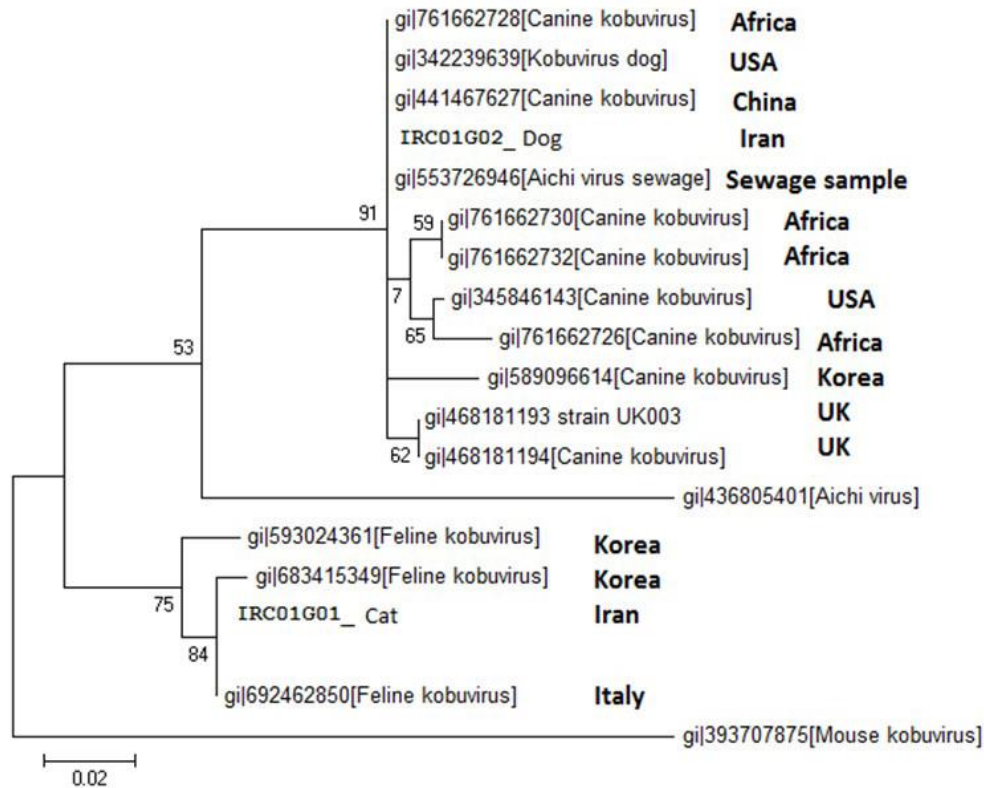 gi|761662728[Canine kobuvirus] Africa
gi|342239639[Kobuvirus dog] USA
gi|441467627[Canine kobuvirus] China
IRC01G02_ Dog Iran
gi|553726946[Aichi virus sewage] Sewage sample
91
59 gi|761662730[Canine kobuvirus] Africa
gi|761662732[Canine kobuvirus] Africa
7 gi|345846143[Canine kobuvirus] USA
65 gi|761662726[Canine kobuvirus] Africa
53
gi|589096614[Canine kobuvirus] Korea
gi|468181193 strain UK003 UK
62 gi|468181194[Canine kobuvirus] UK
gi|436805401[Aichi virus]
gi|593024361[Feline kobuvirus] Korea
gi|683415349[Feline kobuvirus] Korea
75
IRC01G01_ Cat Iran
84
gi|692462850[Feline kobuvirus] Italy
gi|393707875[Mouse kobuvirus]
0.02